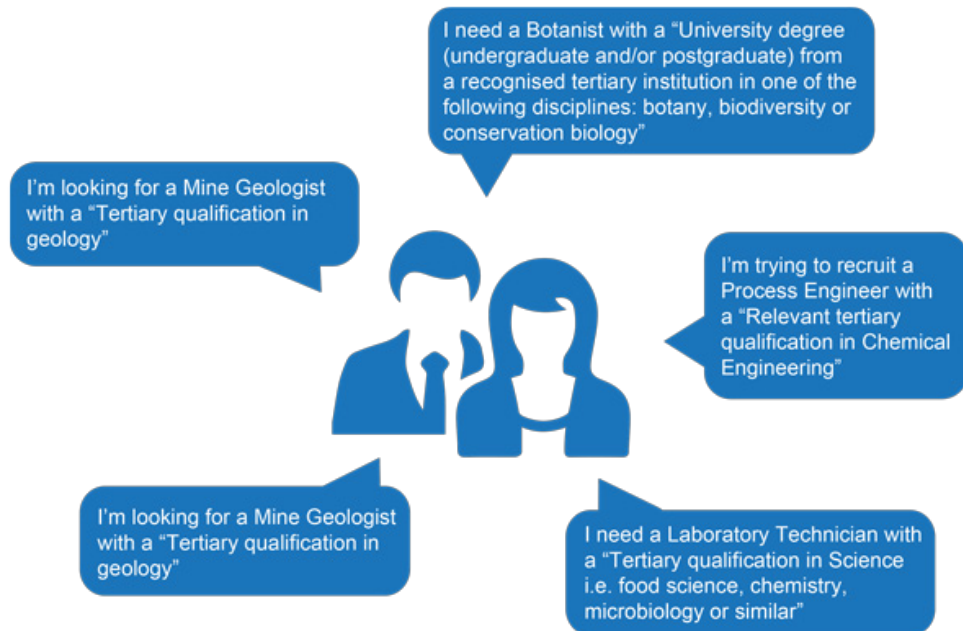 I need a Botanist with a “University degree
(undergraduate and/or postgraduate) from
a recognised tertiary institution in one of the
following disciplines: botany, biodiversity or
conservation biology”
I’m looking for a Mine Geologist
with a “Tertiary qualification in
geology”
I’m trying to recruit a
Process Engineer with
a “Relevant tertiary
qualification in Chemical
Engineering”
I’m looking for a Mine Geologist
with a “Tertiary qualification in
geology”
I need a Laboratory Technician with
a “Tertiary qualification in Science
i.e. food science, chemistry,
microbiology or similar”